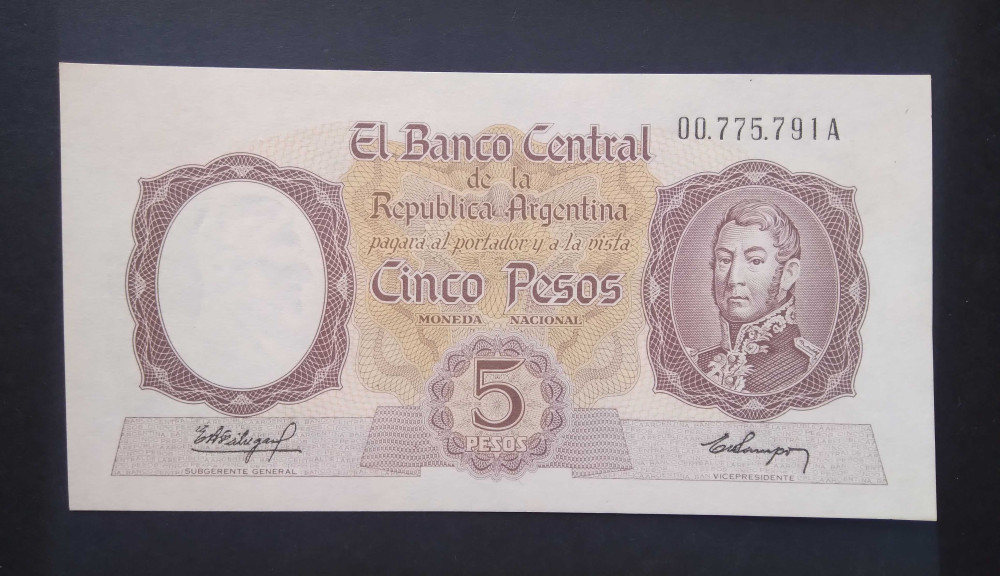 00.775.791A
El Banco Central
de la
Republica Argentina
pagara al portador y a la vista
Cinco Pesos
MONEDA NACIONAL
5
PESOS
SUBGERENTE GENERAL
VICEPRESIDENTE